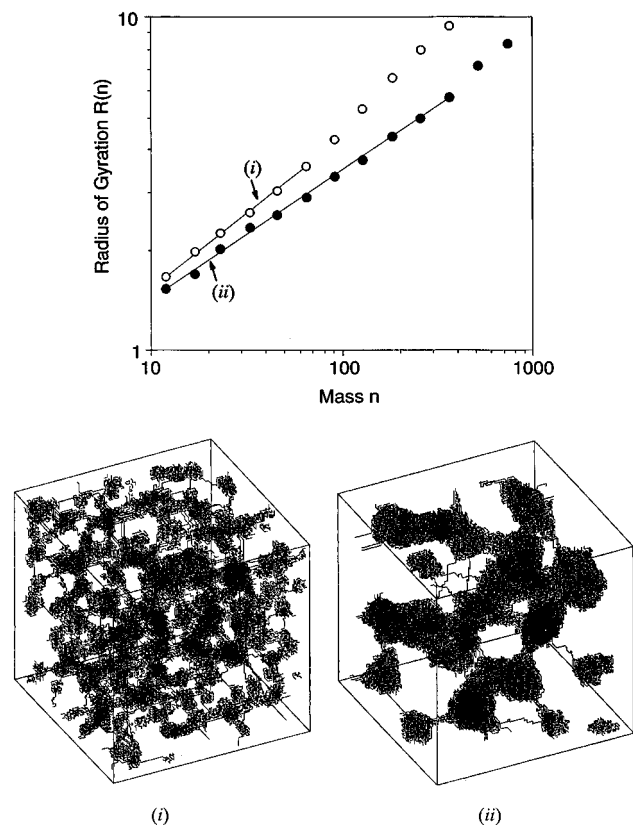 10
Radius of Gyration R(n)
(i)
(ii)
1
10
100
1000
Mass n
(i)
(ii)